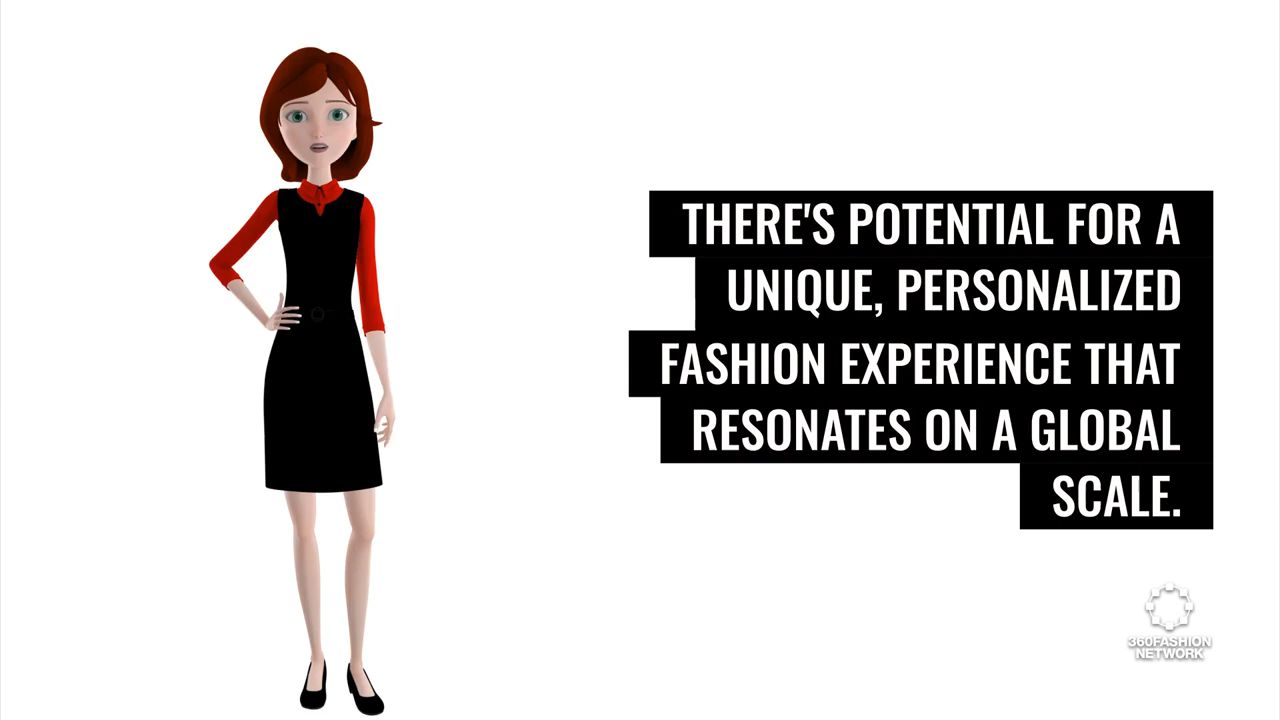 THERE'S POTENTIAL FOR A
UNIQUE, PERSONALIZED
FASHION EXPERIENCE THAT
RESONATES ON A GLOBAL
SCALE.
360FASHION
NETWORK